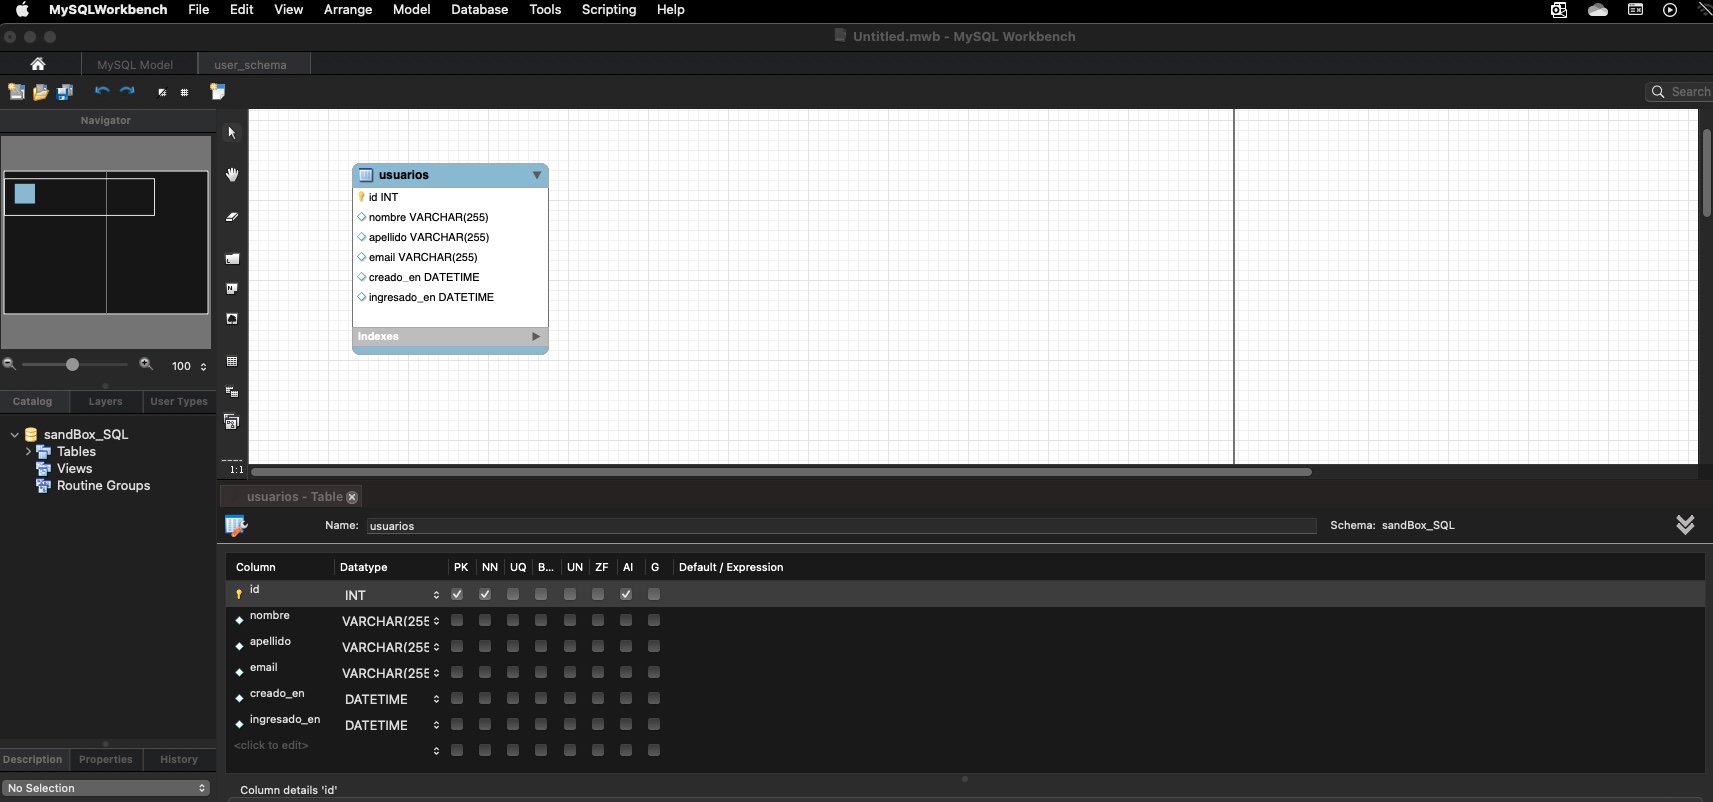 MySQLWorkbench File Edit View Arrange Model Database Tools Scripting Help
Untitled.mwb - MySQL Workbench
MySQL Model user_schema
Search
Navigator
100
Catalog Layers User Types
sandBox_SQL
Tables
Views
Routine Groups
Description Properties History
No Selection
1:1
usuarios
id INT
nombre VARCHAR(255)
apellido VARCHAR(255)
email VARCHAR(255)
creado_en DATETIME
ingresado_en DATETIME
Indexes
usuarios - Table
Name: usuarios Schema: sandBox_SQL
Column Datatype PK NN UQ B... UN ZF AI G Default / Expression
id INT
nombre VARCHAR(255
apellido VARCHAR(255
email VARCHAR(255
creado_en DATETIME
ingresado_en DATETIME
<click to edit>
Column details 'id'